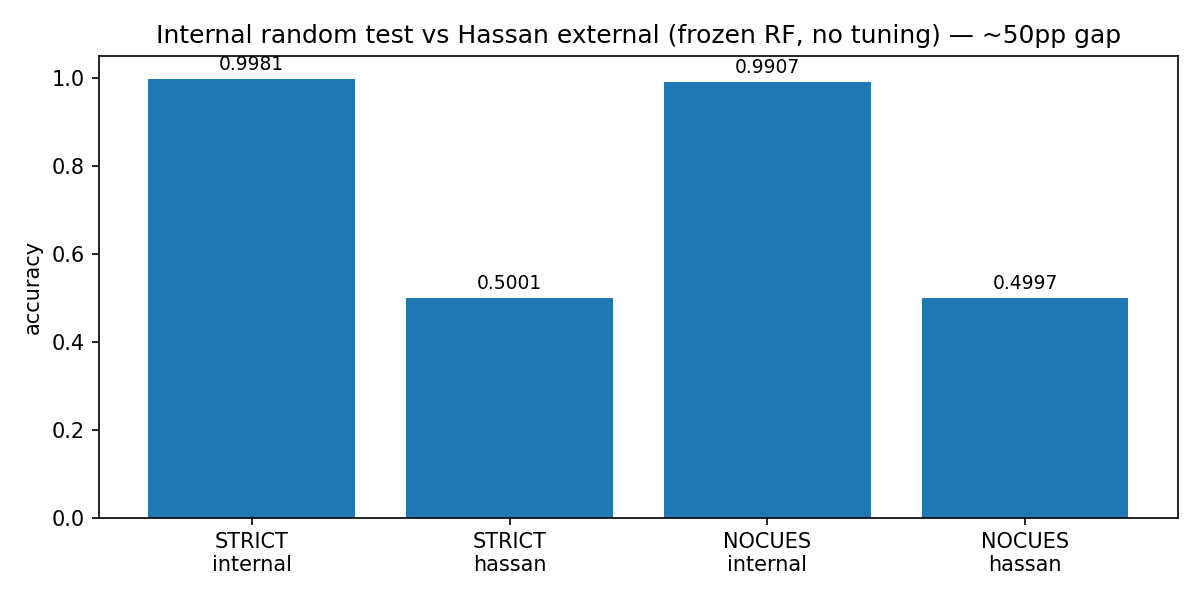 Internal random test vs Hassan external (frozen RF, no tuning) — ~50pp gap
accuracy
1.0
0.8
0.6
0.4
0.2
0.0
0.9981
0.5001
0.9907
0.4997
STRICT
internal
STRICT
hassan
NOCUES
internal
NOCUES
hassan